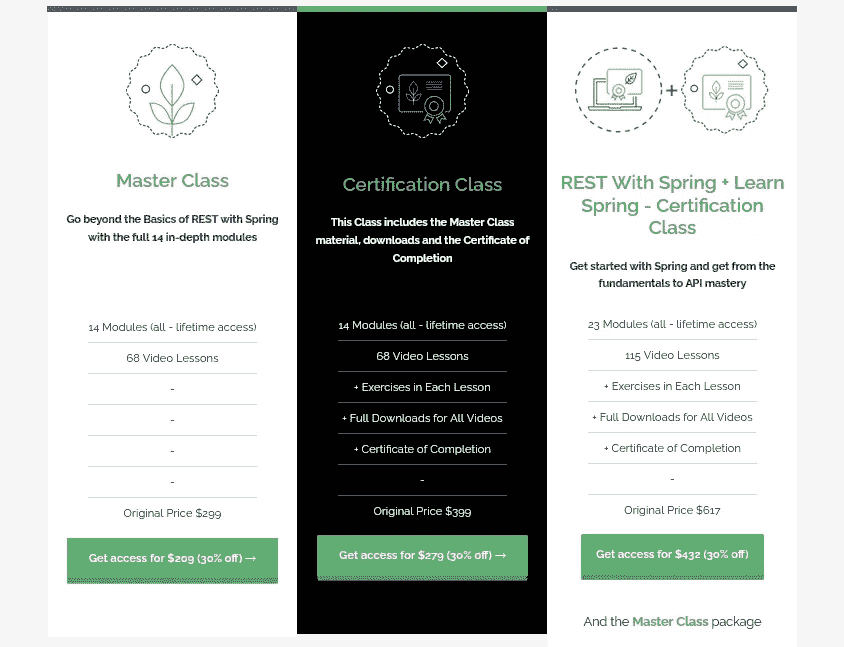 Master Class
Go beyond the Basics of REST with Spring
with the full 14 in-depth modules
14 Modules (all - lifetime access)
68 Video Lessons
-
-
-
-
Original Price $299
Get access for $209 (30% off) →
Certification Class
This Class includes the Master Class
material, downloads and the Certificate of
Completion
14 Modules (all - lifetime access)
68 Video Lessons
+ Exercises in Each Lesson
+ Full Downloads for All Videos
+ Certificate of Completion
-
Original Price $399
Get access for $279 (30% off) →
+
REST With Spring + Learn
Spring - Certification
Class
Get started with Spring and get from the
fundamentals to API mastery
23 Modules (all - lifetime access)
115 Video Lessons
+ Exercises in Each Lesson
+ Full Downloads for All Videos
+ Certificate of Completion
-
Original Price $617
Get access for $432 (30% off)
And the Master Class package